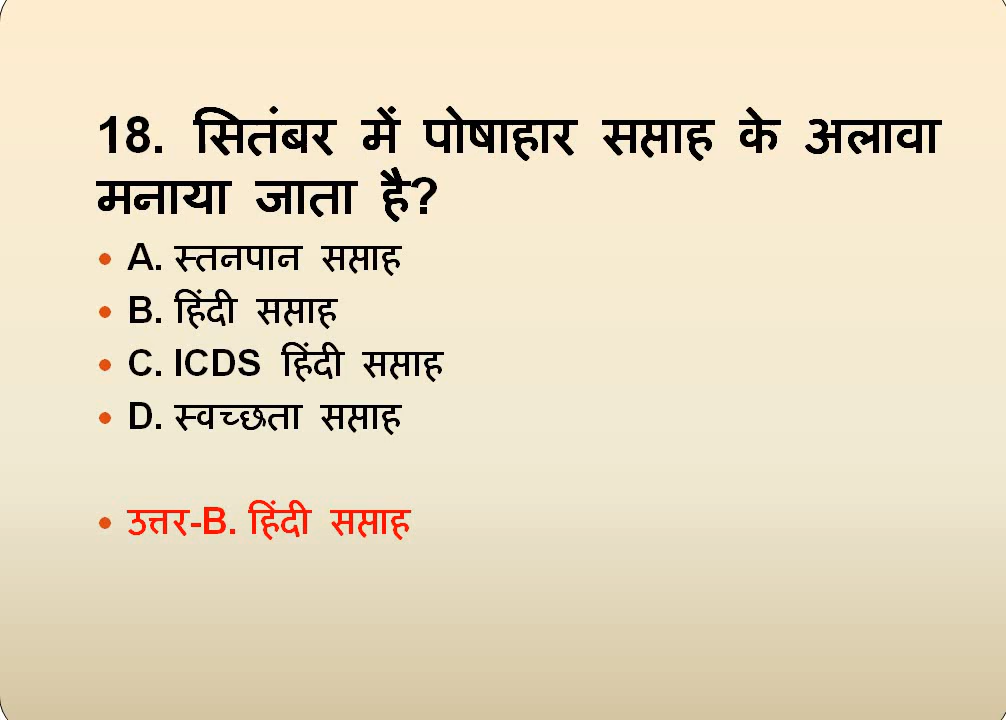 18. सितंबर में पोषाहार सप्ताह के अलावा
मनाया जाता है?
• A. स्तनपान सप्ताह
• B. हिंदी सप्ताह
• C. ICDS हिंदी सप्ताह
• D. स्वच्छता सप्ताह
• उत्तर-B. हिंदी सप्ताह